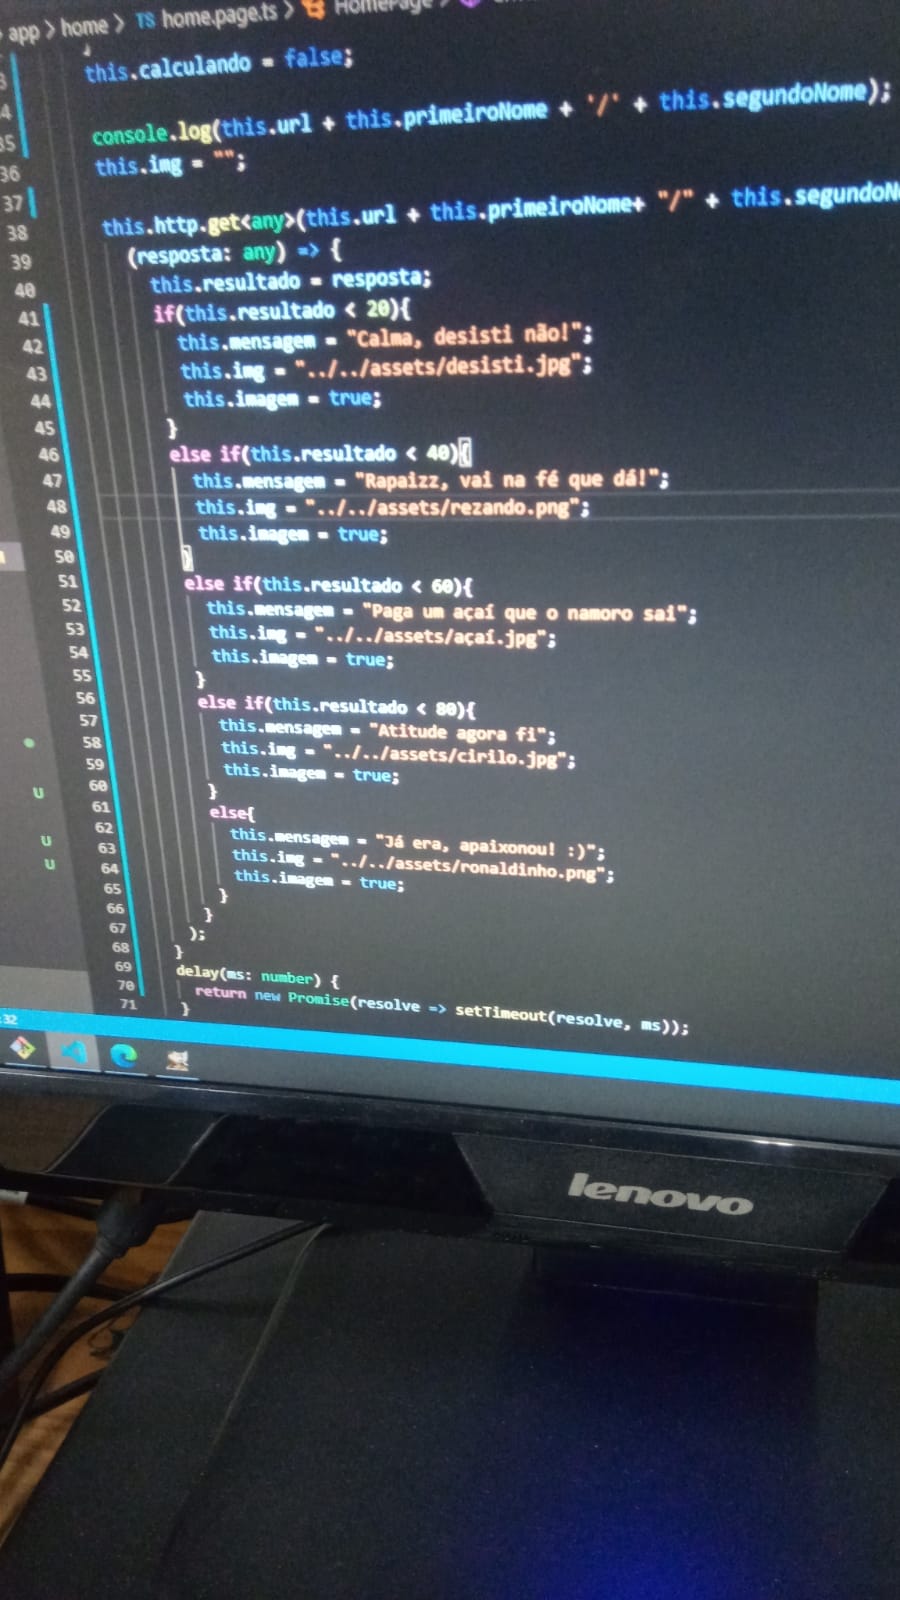 app > home > TS home.page.ts > HomePage >
this.calculando = false;
console.log(this.url + this.primeiroNome + '/' + this.segundoNome);
35
36 this.img = "";
37
38 this.http.get<any>(this.url + this.primeiroNome+ "/" + this.segundoN
39 (resposta: any) => {
40 this.resultado = resposta;
41 if(this.resultado < 20){
42 this.mensagem = "Calma, desisti não!";
43 this.img = "../../assets/desisti.jpg";
44 this.imagem = true;
45 }
46 else if(this.resultado < 40){
47 this.mensagem = "Rapaizz, vai na fé que dá!";
48 this.img = "../../assets/rezando.png";
49 this.imagem = true;
50 }
51 else if(this.resultado < 60){
52 this.mensagem = "Paga um açaí que o namoro sai";
53 this.img = "../../assets/açaí.jpg";
54 this.imagem = true;
55 }
56 else if(this.resultado < 80){
57 this.mensagem = "Atitude agora fi";
58 this.img = "../../assets/cirilo.jpg";
59 this.imagem = true;
60 }
61 else{
62 this.mensagem = "Já era, apaixonou! :)";
63 this.img = "../../assets/ronaldinho.png";
64 this.imagem = true;
65 }
66 }
67 );
68 }
69 delay(ms: number) {
70 return new Promise(resolve => setTimeout(resolve, ms));
71 }
U
U
U
:32
lenovo